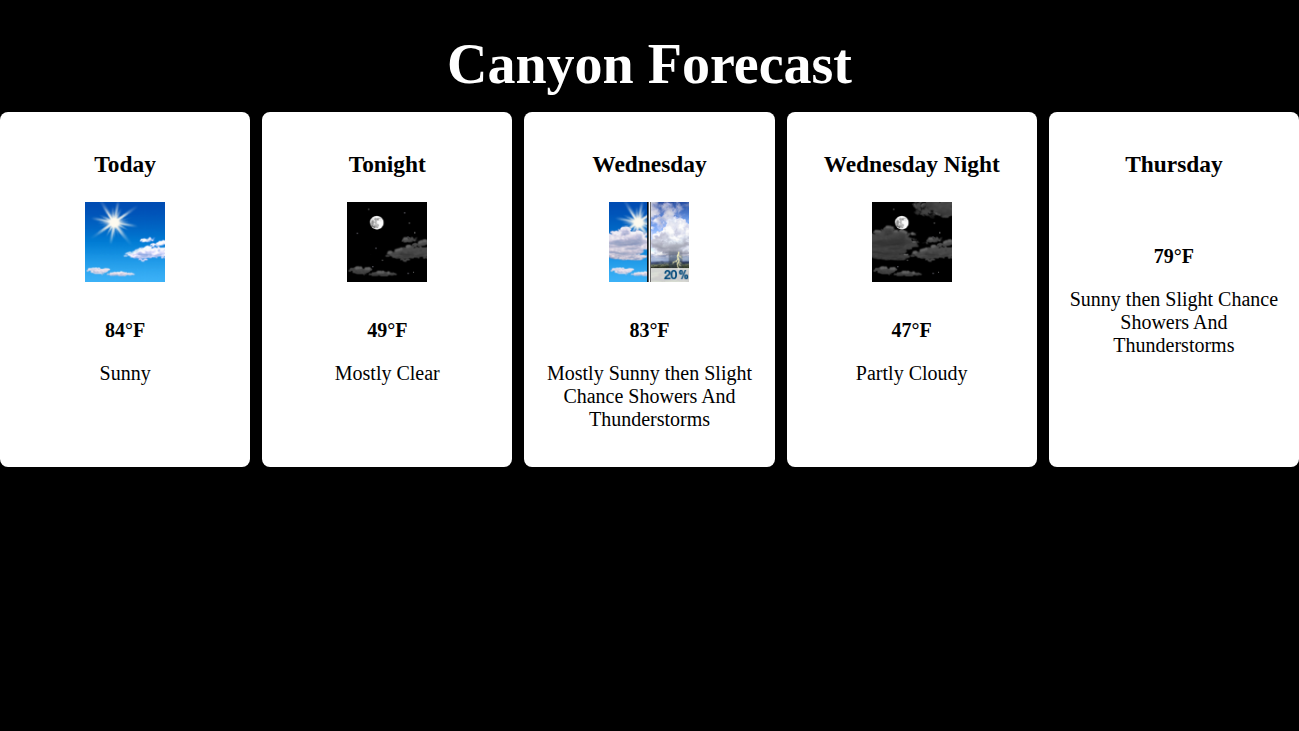 Canyon Forecast
Today
84°F
Sunny
Tonight
49°F
Mostly Clear
Wednesday
20%
83°F
Mostly Sunny then Slight
Chance Showers And
Thunderstorms
Wednesday Night
47°F
Partly Cloudy
Thursday
79°F
Sunny then Slight Chance
Showers And
Thunderstorms